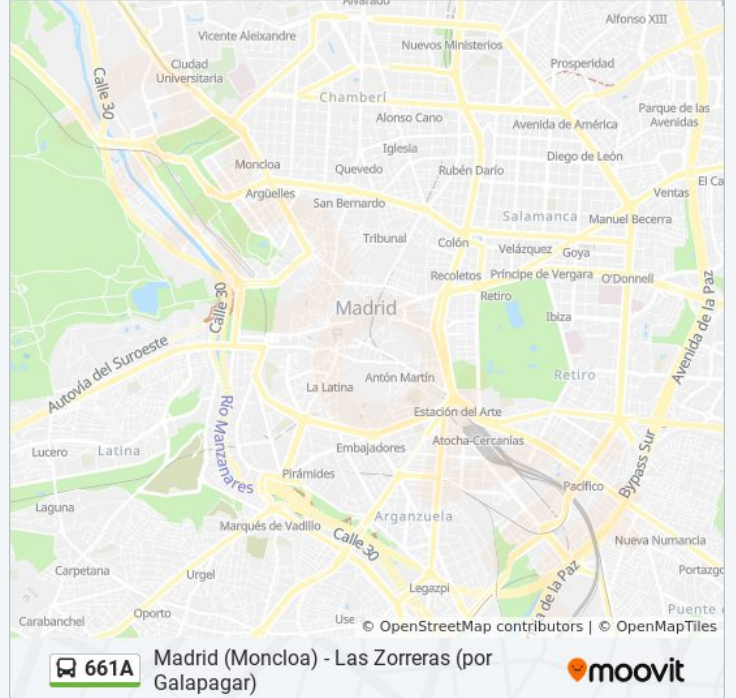 Alvarado
Alfonso XIII
Vicente Aleixandre
Nuevos Ministerios
Ciudad
Universitaria
Prosperidad
Calle 30
Chamberí
Parque de las
Avenidas
Alonso Cano
Avenida de América
Iglesia
Diego de León
Moncloa
Quevedo
Rubén Darío
El Ca
Argüelles
Ventas
San Bernardo
Salamanca
Manuel Becerra
Tribunal
Colón
Velázquez
Goya
Recoletos
Príncipe de Vergara
O'Donnell
Retiro
Calle 30
Madrid
Ibiza
Avenida de la Paz
Autovía del Suroeste
Retiro
Antón Martín
La Latina
Estación del Arte
Río Manzanares
Atocha-Cercanías
Embajadores
Lucero
Latina
Bypass Sur
Pirámides
Pacífico
Laguna
Arganzuela
Marqués de Vadillo
Calle 30
Nueva Numancia
Carpetana
Urgel
Portazgo
Legazpi
a de la Paz
Oporto
Puente
Carabanchel
Use
© OpenStreetMap contributors | © OpenMapTiles
661A
Madrid (Moncloa) - Las Zorreras (por
Galapagar)
moovit